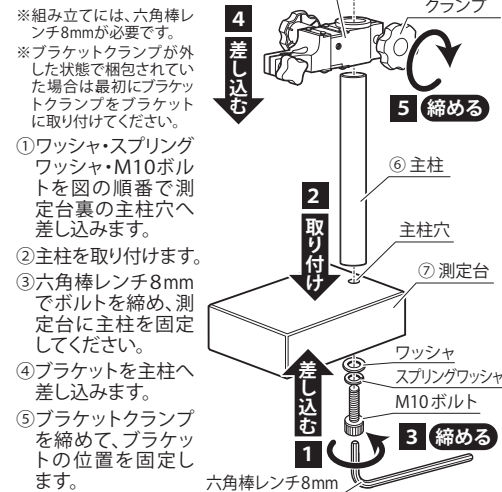 ※組み立てには、六角棒レ
ンチ8mmが必要です。
※ブラケットクランプが外
した状態で梱包されてい
た場合は最初にブラケッ
トクランプをブラケット
に取り付けてください。
①ワッシャ・スプリング
ワッシャ・M10ボル
トを図の順番で測
定台裏の主柱穴へ
差し込みます。
②主柱を取り付けます。
③六角棒レンチ8mm
でボルトを締め、測
定台に主柱を固定
してください。
④ブラケットを主柱へ
差し込みます。
⑤ブラケットクランプ
を締めて、ブラケッ
トの位置を固定し
ます。
クランプ
4
差し込む
5 締める
⑥主柱
2
取り付け
主柱穴
⑦測定台
ワッシャ
スプリングワッシャ
M10ボルト
差し込む
1
3 締める
六角棒レンチ8mm